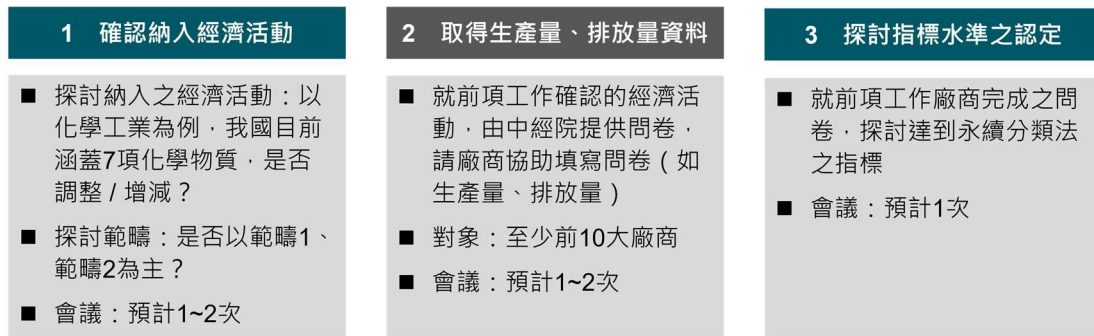 1 確認納入經濟活動
■ 探討納入之經濟活動：以
化學工業為例，我國目前
涵蓋7項化學物質，是否
調整 / 增減？
■ 探討範疇：是否以範疇1、
範疇2為主？
■ 會議：預計1~2次
2 取得生產量、排放量資料
■ 就前項工作確認的經濟活
動，由中經院提供問卷，
請廠商協助填寫問卷（如
生產量、排放量）
■ 對象：至少前10大廠商
■ 會議：預計1~2次
3 探討指標水準之認定
■ 就前項工作廠商完成之問
卷，探討達到永續分類法
之指標
■ 會議：預計1次